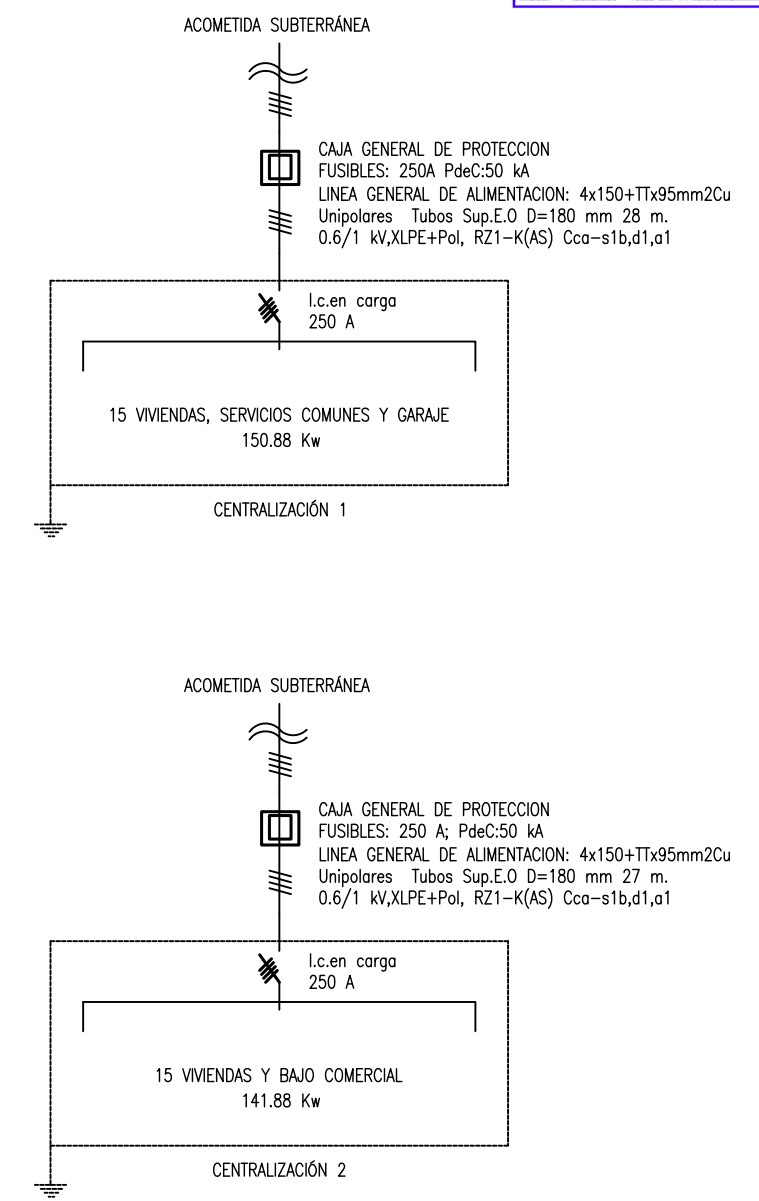 ACOMETIDA SUBTERRÁNEA
CAJA GENERAL DE PROTECCION
FUSIBLES: 250A PdeC:50 kA
LINEA GENERAL DE ALIMENTACION: 4x150+TTx95mm2Cu
Unipolares Tubos Sup.E.O D=180 mm 28 m.
0.6/1 kV,XLPE+Pol, RZ1-K(AS) Cca-s1b,d1,a1
I.c.en carga
250 A
15 VIVIENDAS, SERVICIOS COMUNES Y GARAJE
150.88 Kw
CENTRALIZACIÓN 1
ACOMETIDA SUBTERRÁNEA
CAJA GENERAL DE PROTECCION
FUSIBLES: 250 A; PdeC:50 kA
LINEA GENERAL DE ALIMENTACION: 4x150+TTx95mm2Cu
Unipolares Tubos Sup.E.O D=180 mm 27 m.
0.6/1 kV,XLPE+Pol, RZ1-K(AS) Cca-s1b,d1,a1
I.c.en carga
250 A
15 VIVIENDAS Y BAJO COMERCIAL
141.88 Kw
CENTRALIZACIÓN 2